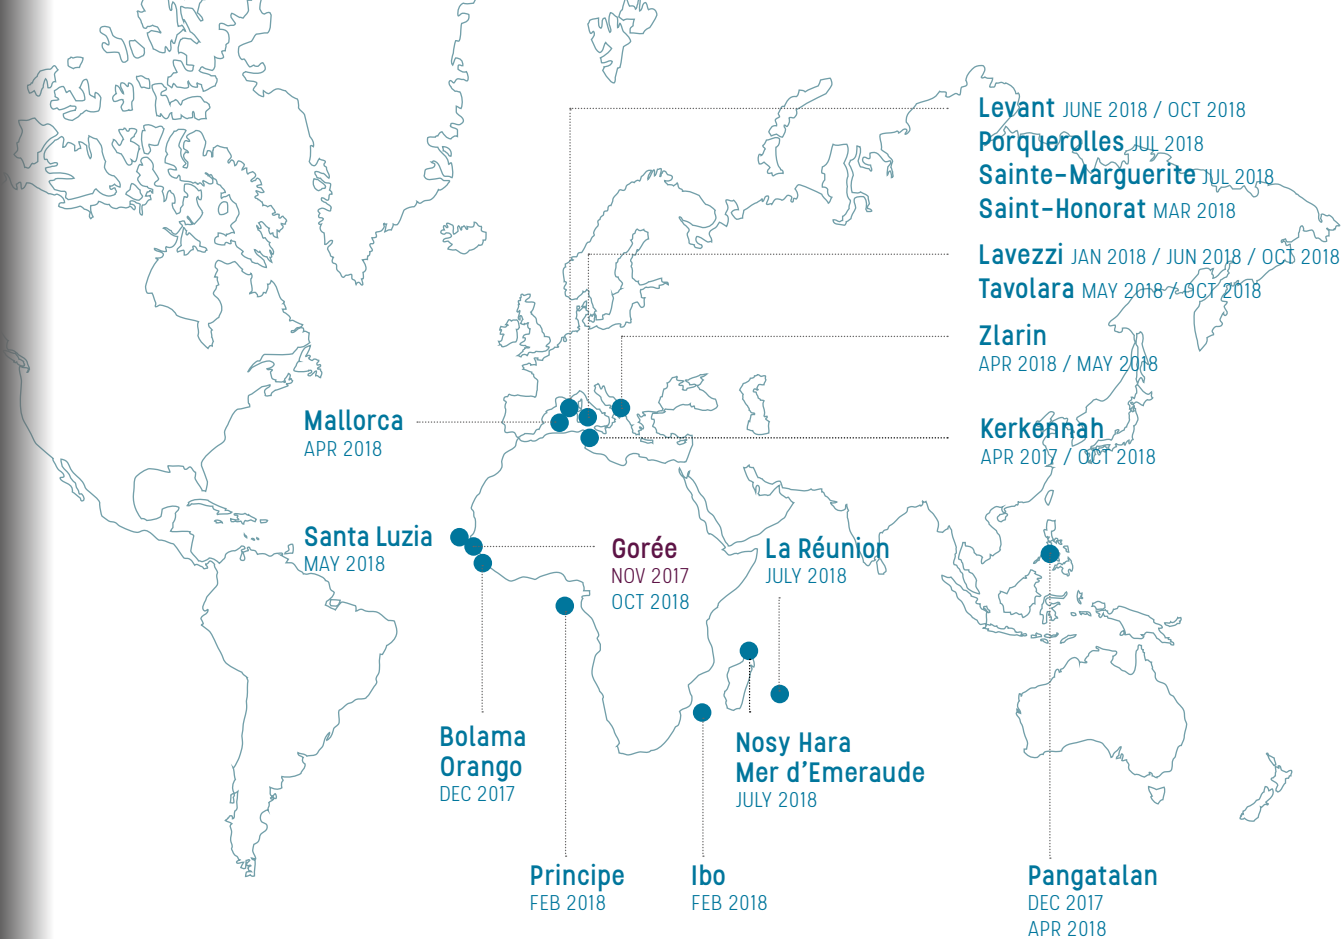 Levant JUNE 2018 / OCT 2018
Porquerolles JUL 2018
Sainte-Marguerite JUL 2018
Saint-Honorat MAR 2018
Lavezzi JAN 2018 / JUN 2018 / OCT 2018
Tavolara MAY 2018 / OCT 2018
Zlarin
APR 2018 / MAY 2018
Mallorca
APR 2018
Kerkennah
APR 2017 / OCT 2018
Santa Luzia
MAY 2018
Gorée
NOV 2017
OCT 2018
La Réunion
JULY 2018
Bolama
Orango
DEC 2017
Nosy Hara
Mer d'Emeraude
JULY 2018
Principe
FEB 2018
Ibo
FEB 2018
Pangatalan
DEC 2017
APR 2018